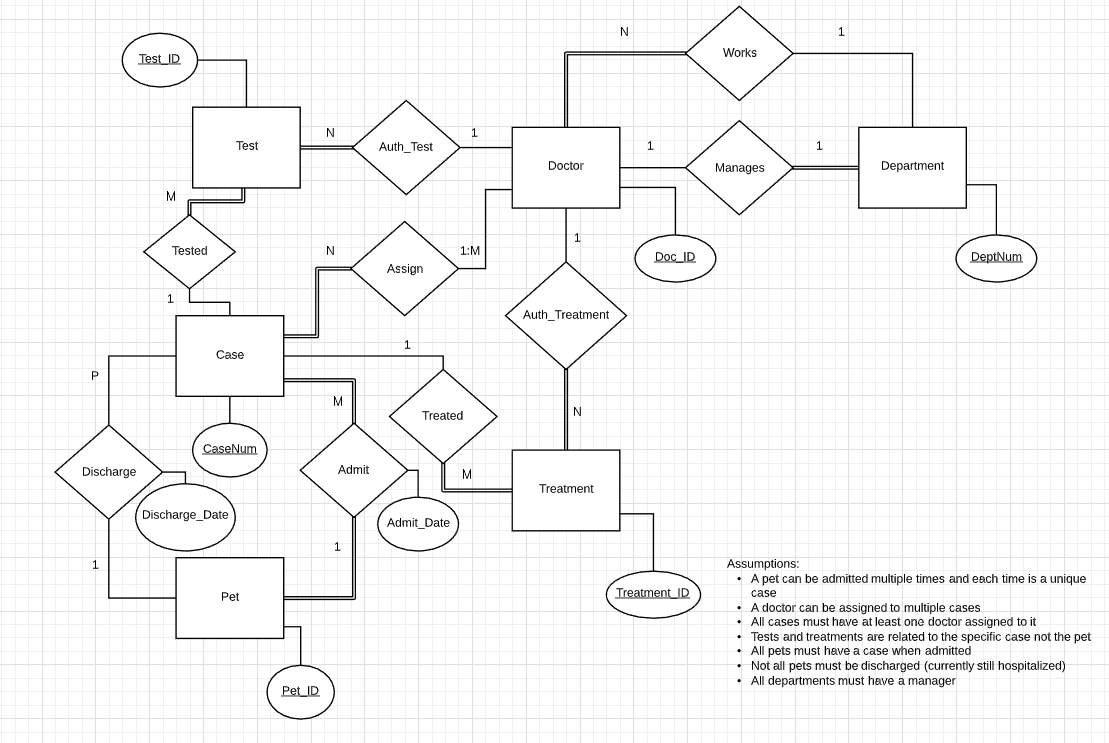 N
1
Works
Test_ID
Test
N
Auth_Test
1
Doctor
1
Manages
1
Department
M
Tested
1
N
Assign
1:M
1
Doc_ID
DeptNum
Auth_Treatment
Case
1
P
M
Treated
N
CaseNum
Discharge
Admit
M
Treatment
Discharge_Date
Admit_Date
1
1
Pet
Treatment_ID
Pet_ID
Assumptions:
• A pet can be admitted multiple times and each time is a unique
case
• A doctor can be assigned to multiple cases
• All cases must have at least one doctor assigned to it
• Tests and treatments are related to the specific case not the pet
• All pets must have a case when admitted
• Not all pets must be discharged (currently still hospitalized)
• All departments must have a manager